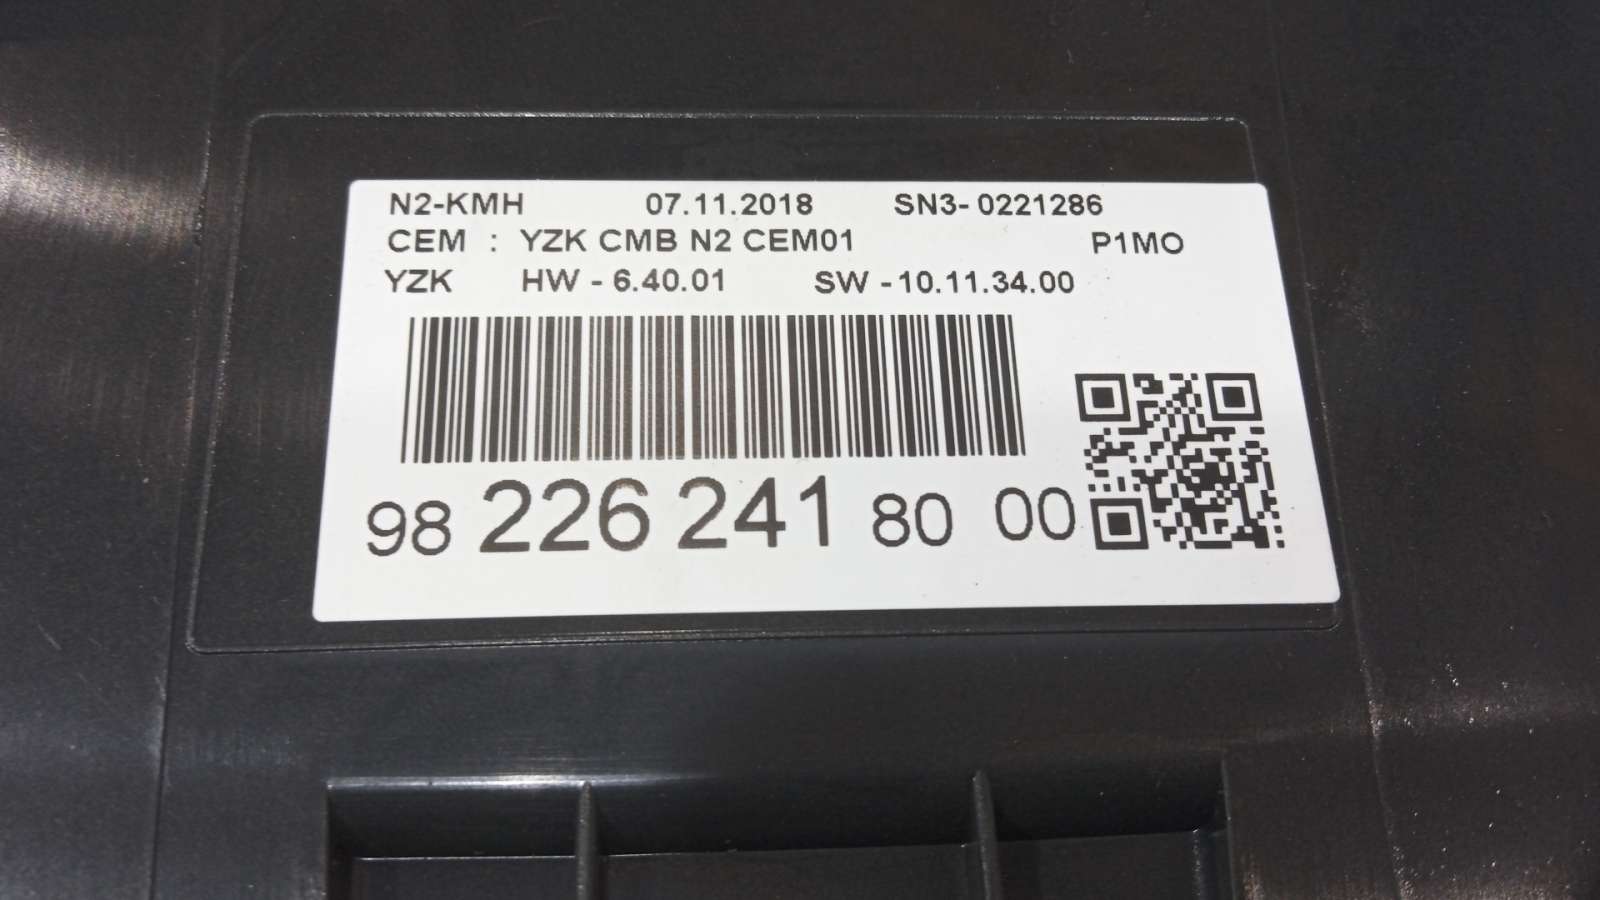 N2-KMH 07.11.2018 SN3-0221286
CEM : YZK CMB N2 CEM01 P1MO
YZK HW - 6.40.01 SW - 10.11.34.00
98 226 241 80 00